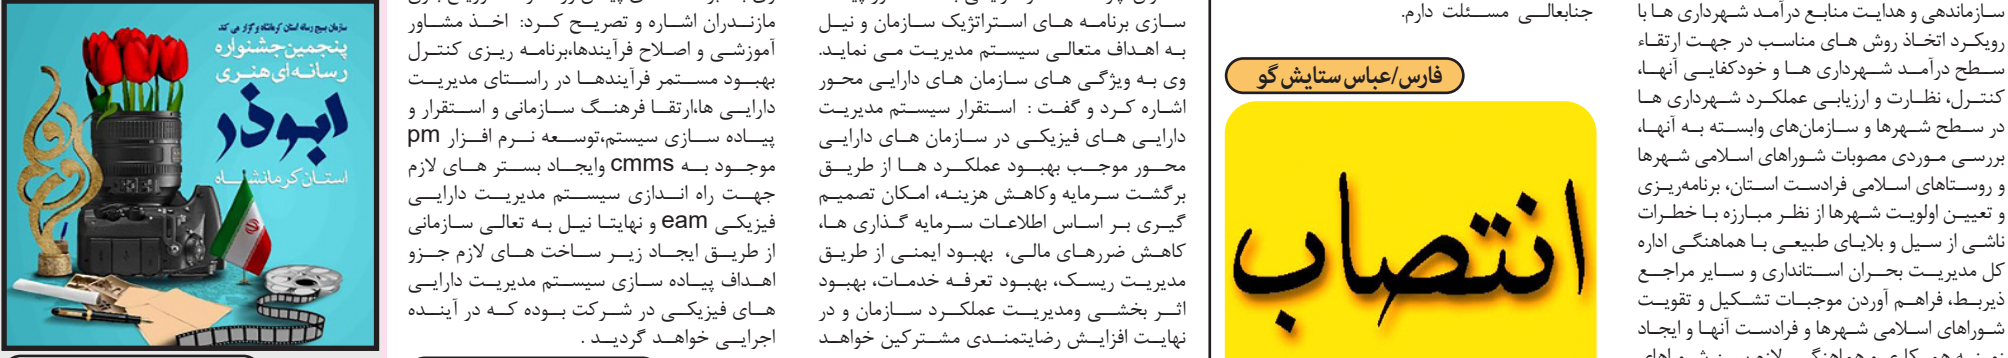 سازماندهی و هدایت منابع درآمد شهرداری ها با
رویکرد اتخاذ روش های مناسب در جهت ارتقاء
سطح درآمد شهرداری ها و خودکفایی آنها،
کنترل، نظارت و ارزیابی عملکرد شهرداری ها
در سطح شهرها و سازمان‌های وابسته به آنها،
بررسی موردی مصوبات شوراهای اسلامی شهرها
و روستاهای اسلامی فرادست استان، برنامه‌ریزی
و تعیین اولویت شهرها از نظر مبارزه با خطرات
ناشی از سیل و بلایای طبیعی با هماهنگی اداره
کل مدیریت بحران استانداری و سایر مراجع
ذیربط، فراهم آوردن موجبات تشکیل و تقویت
شوراهای اسلامی شهرها و فرادست آنها و ایجاد
جنابعالی مسئلت دارم.
فارس/عباس ستایش گو
انتصاب
سازی برنامه های استراتژیک سازمان و نیل
به اهداف متعالی سیستم مدیریت می نماید.
وی به ویژگی های سازمان های دارایی محور
اشاره کرد و گفت : استقرار سیستم مدیریت
دارایی های فیزیکی در سازمان های دارایی
محور موجب بهبود عملکرد ها از طریق
برگشت سرمایه وکاهش هزینه، امکان تصمیم
گیری بر اساس اطلاعات سرمایه گذاری ها،
کاهش ضررهای مالی، بهبود ایمنی از طریق
مدیریت ریسک، بهبود تعرفه خدمات، بهبود
اثر بخشی ومدیریت عملکرد سازمان و در
نهایت افزایش رضایتمندی مشترکین خواهد
مازندران اشاره و تصریح کرد: اخذ مشاور
آموزشی و اصلاح فرآیندها،برنامه ریزی کنترل
بهبود مستمر فرآیندها در راستای مدیریت
دارایی ها،ارتقا فرهنگ سازمانی و استقرار و
پیاده سازی سیستم،توسعه نرم افزار pm
موجود به cmms وایجاد بستر های لازم
جهت راه اندازی سیستم مدیریت دارایی
فیزیکی eam و نهایتا نیل به تعالی سازمانی
از طریق ایجاد زیر ساخت های لازم جزو
اهداف پیاده سازی سیستم مدیریت دارایی
های فیزیکی در شرکت بوده که در آینده
اجرایی خواهد گردید .
سازمان بسیج رسانه استان کرمانشاه برگزار می کند
پنجمین جشنواره
رسانه‌ای هنری
ابوذر
استان کرمانشاه